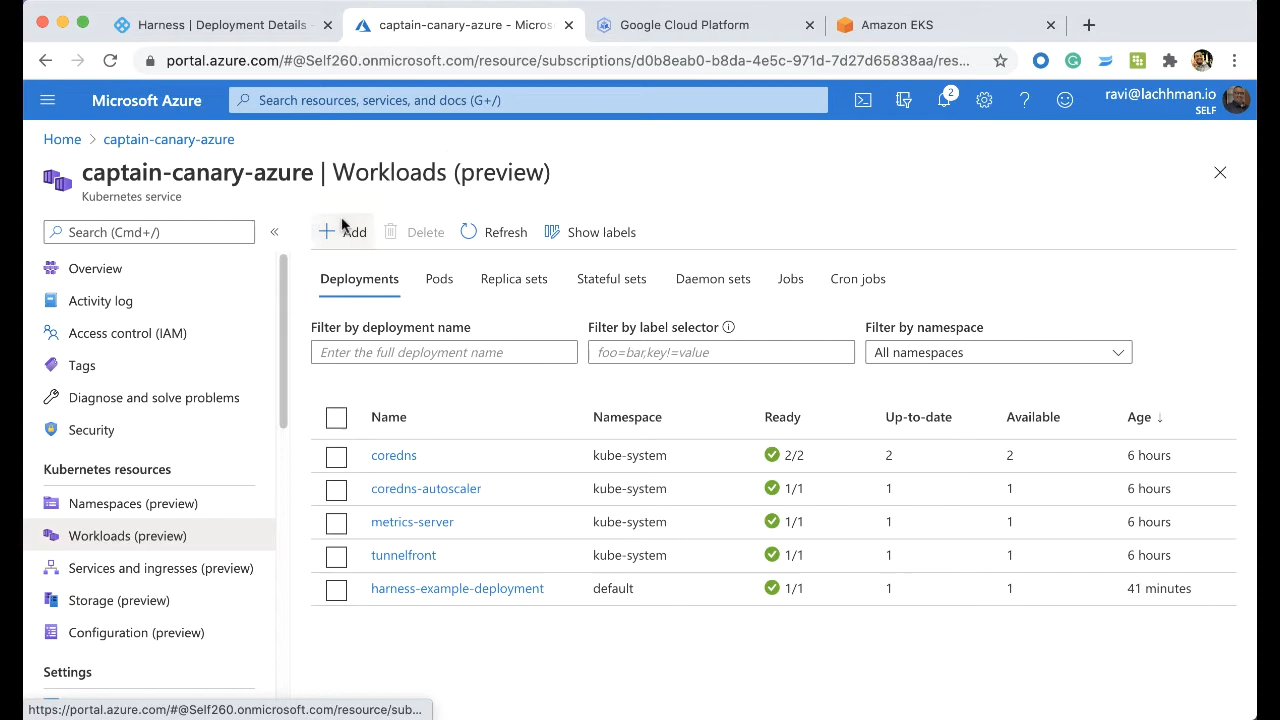 Harness | Deployment Details
captain-canary-azure - Micros
Google Cloud Platform
Amazon EKS
portal.azure.com/#@Self260.onmicrosoft.com/resource/subscriptions/d0b8eab0-b8da-4e5c-971d-7d27d65838aa/res...
Microsoft Azure
Search resources, services, and docs (G+/)
2
ravi@lachhman.io
SELF
Home > captain-canary-azure
captain-canary-azure | Workloads (preview)
Kubernetes service
Search (Cmd+/)
«
Add
Delete
Refresh
Show labels
Overview
Activity log
Access control (IAM)
Tags
Diagnose and solve problems
Security
Kubernetes resources
Namespaces (preview)
Workloads (preview)
Services and ingresses (preview)
Storage (preview)
Configuration (preview)
Settings
Deployments Pods Replica sets Stateful sets Daemon sets Jobs Cron jobs
Filter by deployment name
Filter by label selector
Filter by namespace
Enter the full deployment name
foo=bar,key!=value
All namespaces
Name Namespace Ready Up-to-date Available Age ↓
coredns kube-system 2/2 2 2 6 hours
coredns-autoscaler kube-system 1/1 1 1 6 hours
metrics-server kube-system 1/1 1 1 6 hours
tunnelfront kube-system 1/1 1 1 6 hours
harness-example-deployment default 1/1 1 1 41 minutes
https://portal.azure.com/#@Self260.onmicrosoft.com/resource/sub...